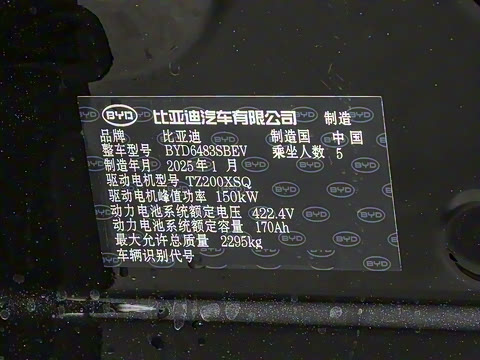 BYD 比亚迪汽车有限公司 制造
品牌 比亚迪 制造国 中国
整车型号 BYD6483SBEV 乘坐人数 5
制造年月 2025年1月
驱动电机型号 TZ200XSQ
驱动电机峰值功率 150kW
动力电池系统额定电压 422.4V
动力电池系统额定容量 170Ah
最大允许总质量 2295kg
车辆识别代号